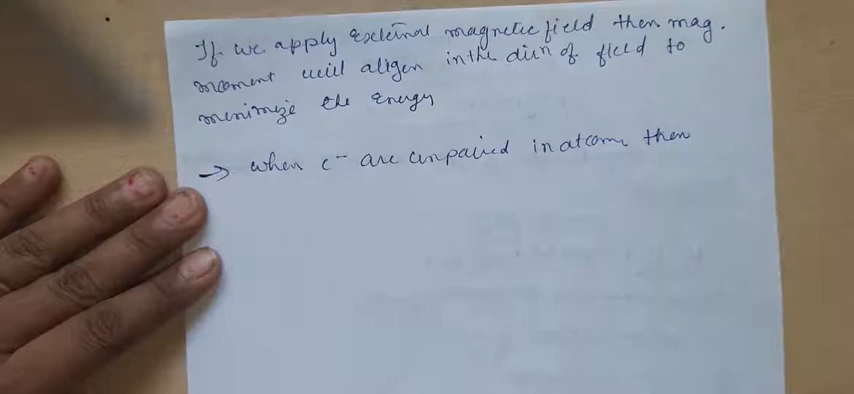 If we apply external magnetic field then mag.
moment will align in the dirn of field to
minimize the energy
→ when e- are unpaired in atom then